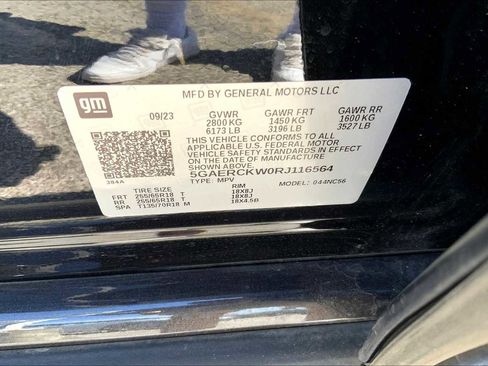 gm
MFD BY GENERAL MOTORS LLC
09/23 GVWR GAWR FRT GAWR RR
2800 KG 1450 KG 1600 KG
6173 LB 3196 LB 3527 LB
THIS VEHICLE CONFORMS TO ALL APPLICABLE
U.S. FEDERAL MOTOR VEHICLE SAFETY STANDARDS IN EFFECT
ON THE DATE OF MANUFACTURE SHOWN ABOVE.
5GAERCKW0RJ116564
384A TYPE: MPV MODEL: 044NC56
TIRE SIZE RIM
FRT 255/65R18 T 18X8J
RR 255/65R18 T 18X8J
SPA T135/70R18 M 18X4.5B